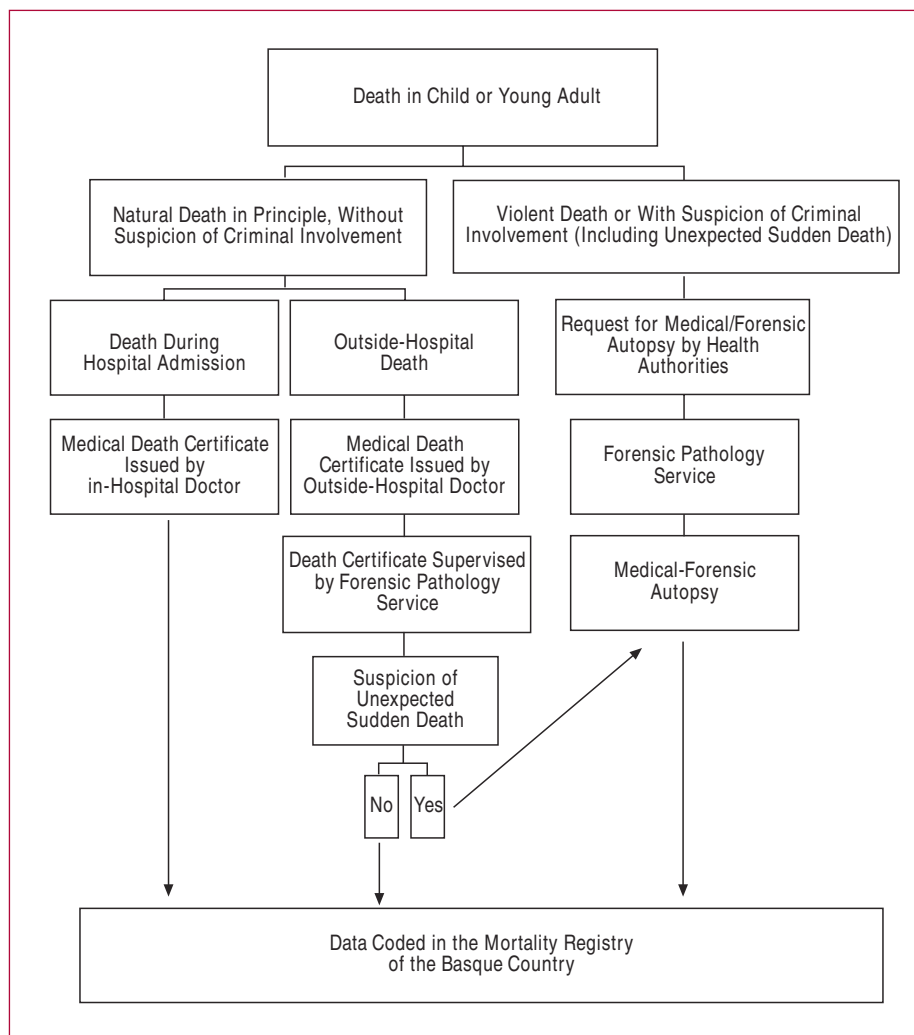 Death in Child or Young Adult
Natural Death in Principle, Without
Suspicion of Criminal Involvement
Violent Death or With Suspicion of Criminal
Involvement (Including Unexpected Sudden Death)
Death During
Hospital Admission
Outside-Hospital
Death
Request for Medical/Forensic
Autopsy by Health
Authorities
Medical Death Certificate
Issued by
in-Hospital Doctor
Medical Death
Certificate Issued by
Outside-Hospital Doctor
Forensic Pathology
Service
Death Certificate Supervised
by Forensic Pathology
Service
Medical-Forensic
Autopsy
Suspicion of
Unexpected
Sudden Death
No
Yes
Data Coded in the Mortality Registry
of the Basque Country